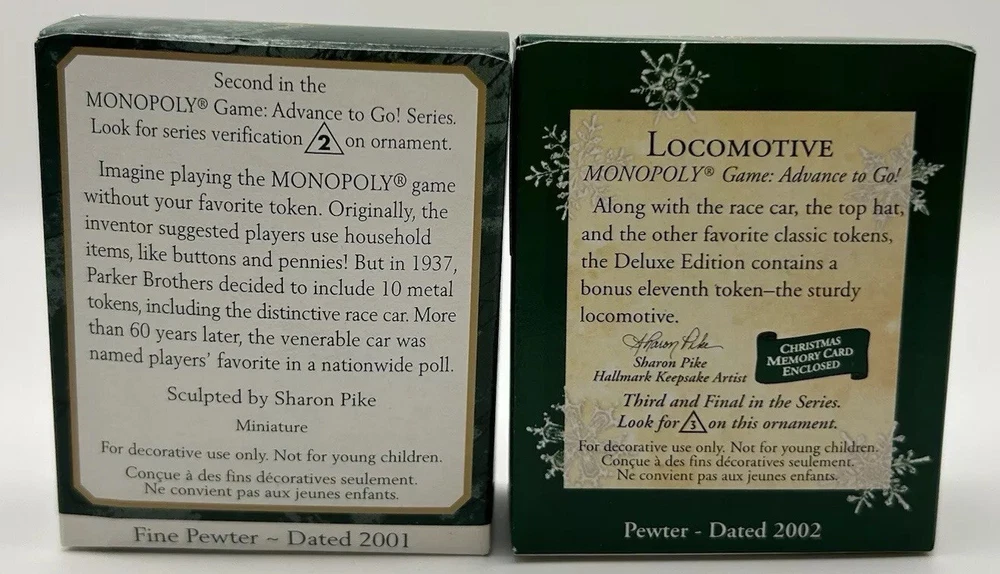 Second in the
MONOPOLY® Game: Advance to Go! Series.
Look for series verification 2 on ornament.
Imagine playing the MONOPOLY® game
without your favorite token. Originally, the
inventor suggested players use household
items, like buttons and pennies! But in 1937,
Parker Brothers decided to include 10 metal
tokens, including the distinctive race car. More
than 60 years later, the venerable car was
named players' favorite in a nationwide poll.
Sculpted by Sharon Pike
Miniature
For decorative use only. Not for young children.
Conçue à des fins décoratives seulement.
Ne convient pas aux jeunes enfants.
Fine Pewter ~ Dated 2001
LOCOMOTIVE
MONOPOLY® Game: Advance to Go!
Along with the race car, the top hat,
and the other favorite classic tokens,
the Deluxe Edition contains a
bonus eleventh token–the sturdy
locomotive.
Sharon Pike
Sharon Pike
Hallmark Keepsake Artist
CHRISTMAS
MEMORY CARD
ENCLOSED
Third and Final in the Series.
Look for 3 on this ornament.
For decorative use only. Not for young children.
Conçue à des fins décoratives seulement.
Ne convient pas aux jeunes enfants.
Pewter - Dated 2002